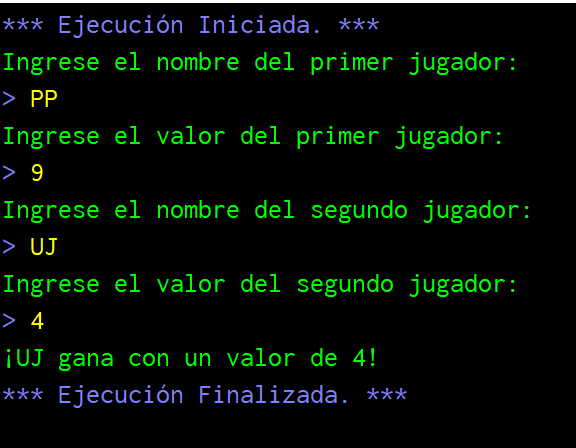 *** Ejecución Iniciada. ***
Ingrese el nombre del primer jugador:
> PP
Ingrese el valor del primer jugador:
> 9
Ingrese el nombre del segundo jugador:
> UJ
Ingrese el valor del segundo jugador:
> 4
¡UJ gana con un valor de 4!
*** Ejecución Finalizada. ***